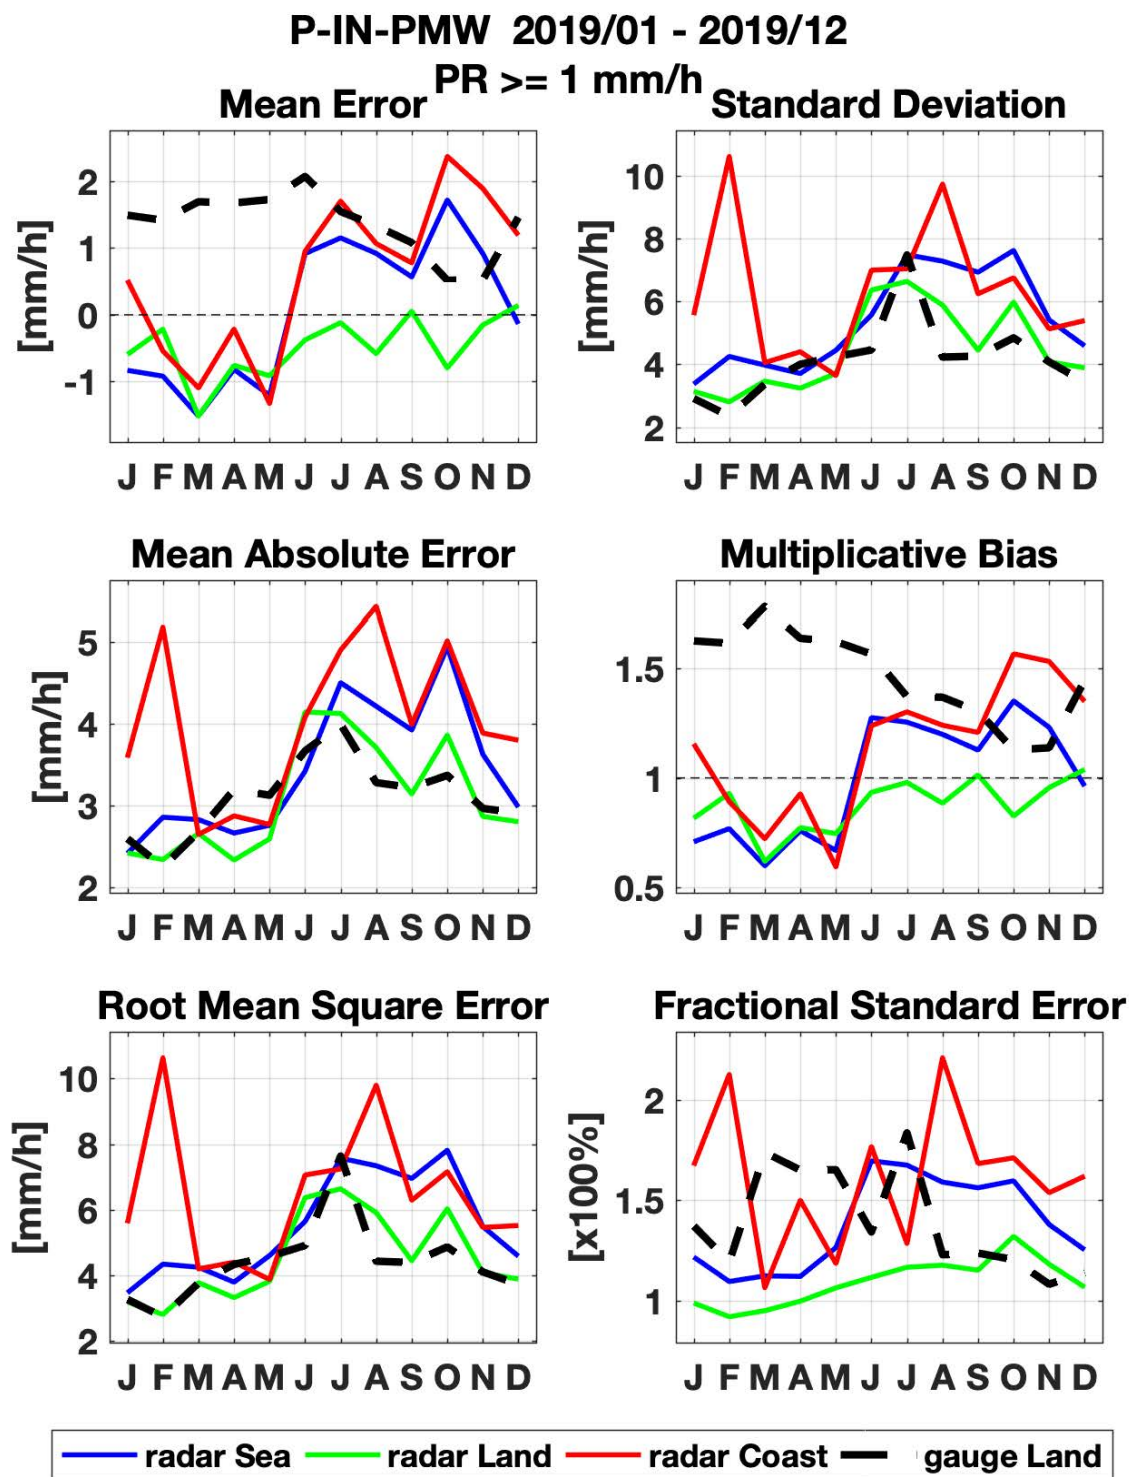 P-IN-PMW 2019/01 - 2019/12
PR >= 1 mm/h
Mean Error
[mm/h]
2
1
0
-1
J F M A M J J A S O N D
Standard Deviation
[mm/h]
10
8
6
4
2
J F M A M J J A S O N D
Mean Absolute Error
[mm/h]
5
4
3
2
J F M A M J J A S O N D
Multiplicative Bias
1.5
1
0.5
J F M A M J J A S O N D
Root Mean Square Error
[mm/h]
10
8
6
4
2
J F M A M J J A S O N D
Fractional Standard Error
[x100%]
2
1.5
1
J F M A M J J A S O N D
radar Sea radar Land radar Coast gauge Land